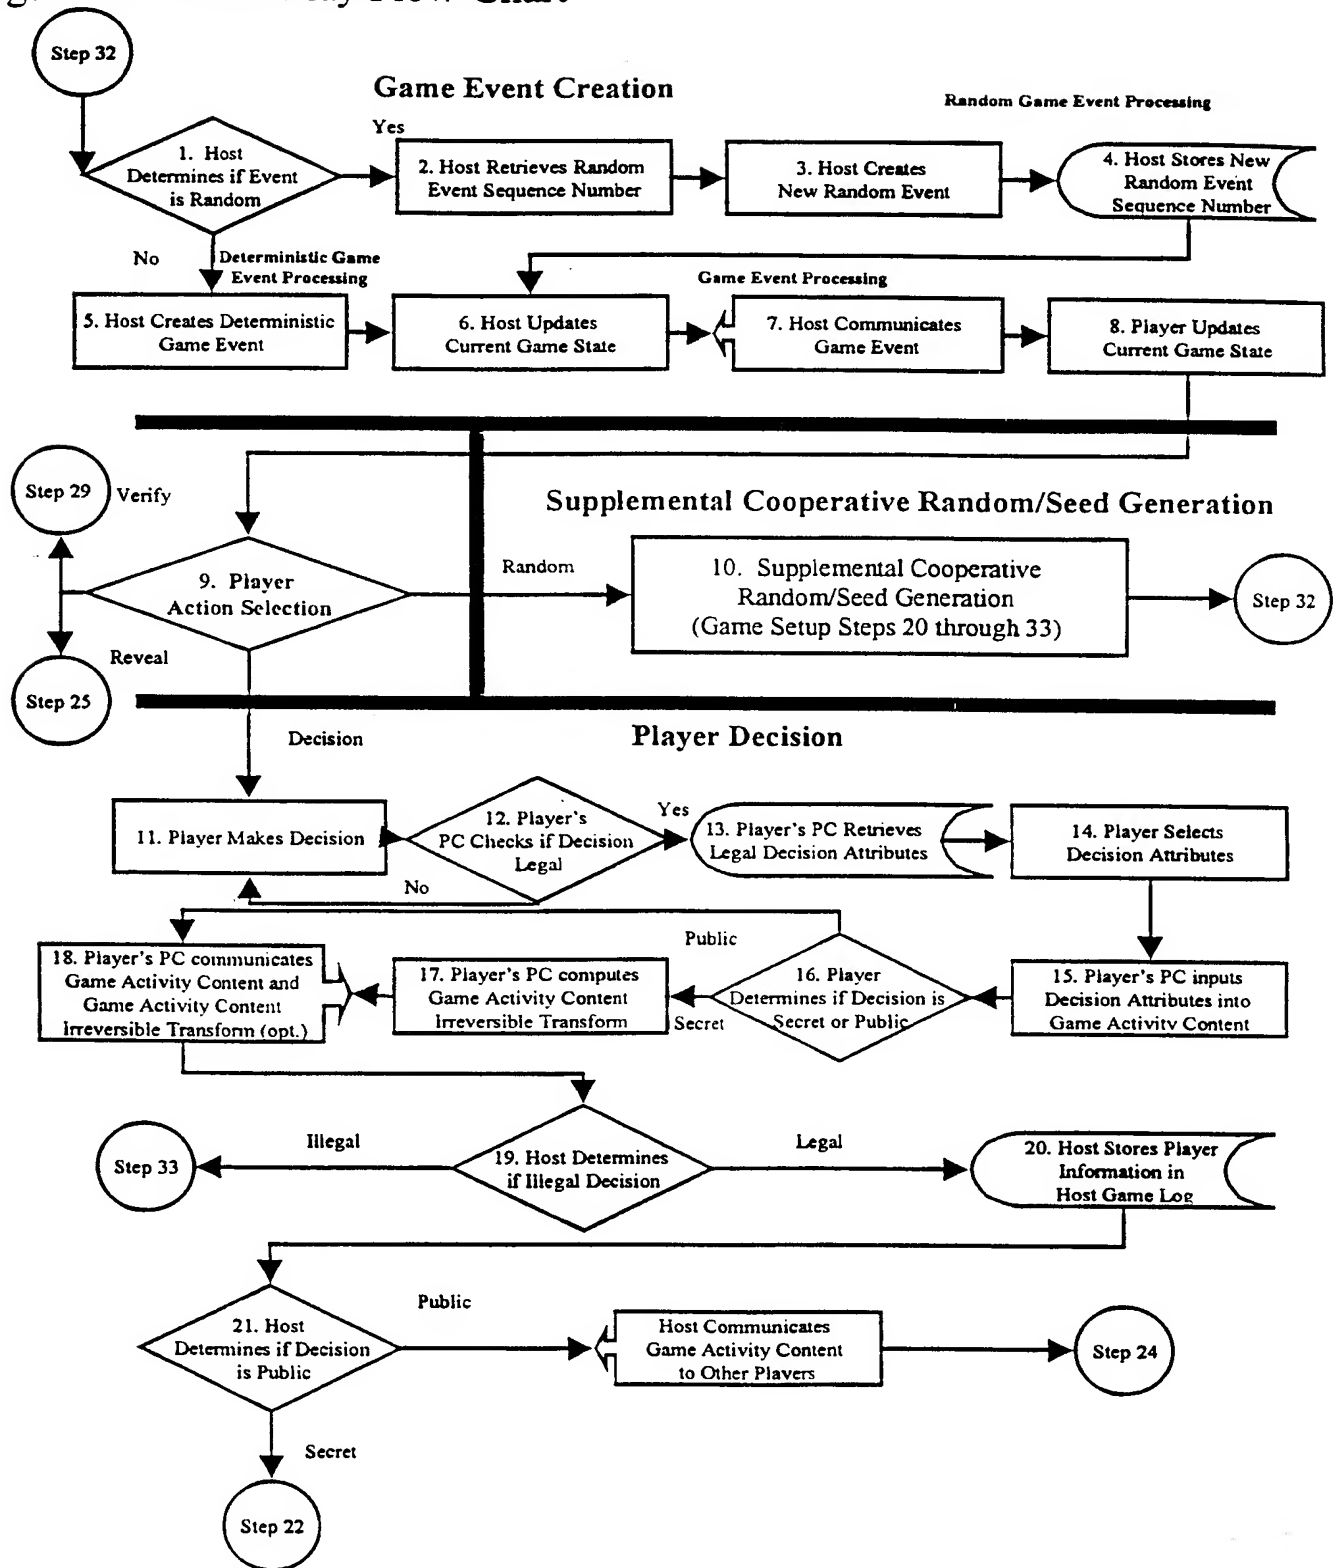 Flow Chart
Step 32
Game Event Creation
Random Game Event Processing
Yes
1. Host
Determines if Event
is Random
2. Host Retrieves Random
Event Sequence Number
3. Host Creates
New Random Event
4. Host Stores New
Random Event
Sequence Number
No
Deterministic Game
Event Processing
Game Event Processing
5. Host Creates Deterministic
Game Event
6. Host Updates
Current Game State
7. Host Communicates
Game Event
8. Player Updates
Current Game State
Step 29
Verify
Supplemental Cooperative Random/Seed Generation
9. Player
Action Selection
Random
10. Supplemental Cooperative
Random/Seed Generation
(Game Setup Steps 20 through 33)
Step 32
Reveal
Step 25
Decision
Player Decision
11. Player Makes Decision
12. Player's
PC Checks if Decision
Legal
Yes
No
13. Player's PC Retrieves
Legal Decision Attributes
14. Player Selects
Decision Attributes
Public
18. Player's PC communicates
Game Activity Content and
Game Activity Content
Irreversible Transform (opt.)
17. Player's PC computes
Game Activity Content
Irreversible Transform
Secret
16. Player
Determines if Decision is
Secret or Public
15. Player's PC inputs
Decision Attributes into
Game Activity Content
Illegal
Legal
Step 33
19. Host Determines
if Illegal Decision
20. Host Stores Player
Information in
Host Game Log
Public
21. Host
Determines if Decision
is Public
Host Communicates
Game Activity Content
to Other Players
Step 24
Secret
Step 22